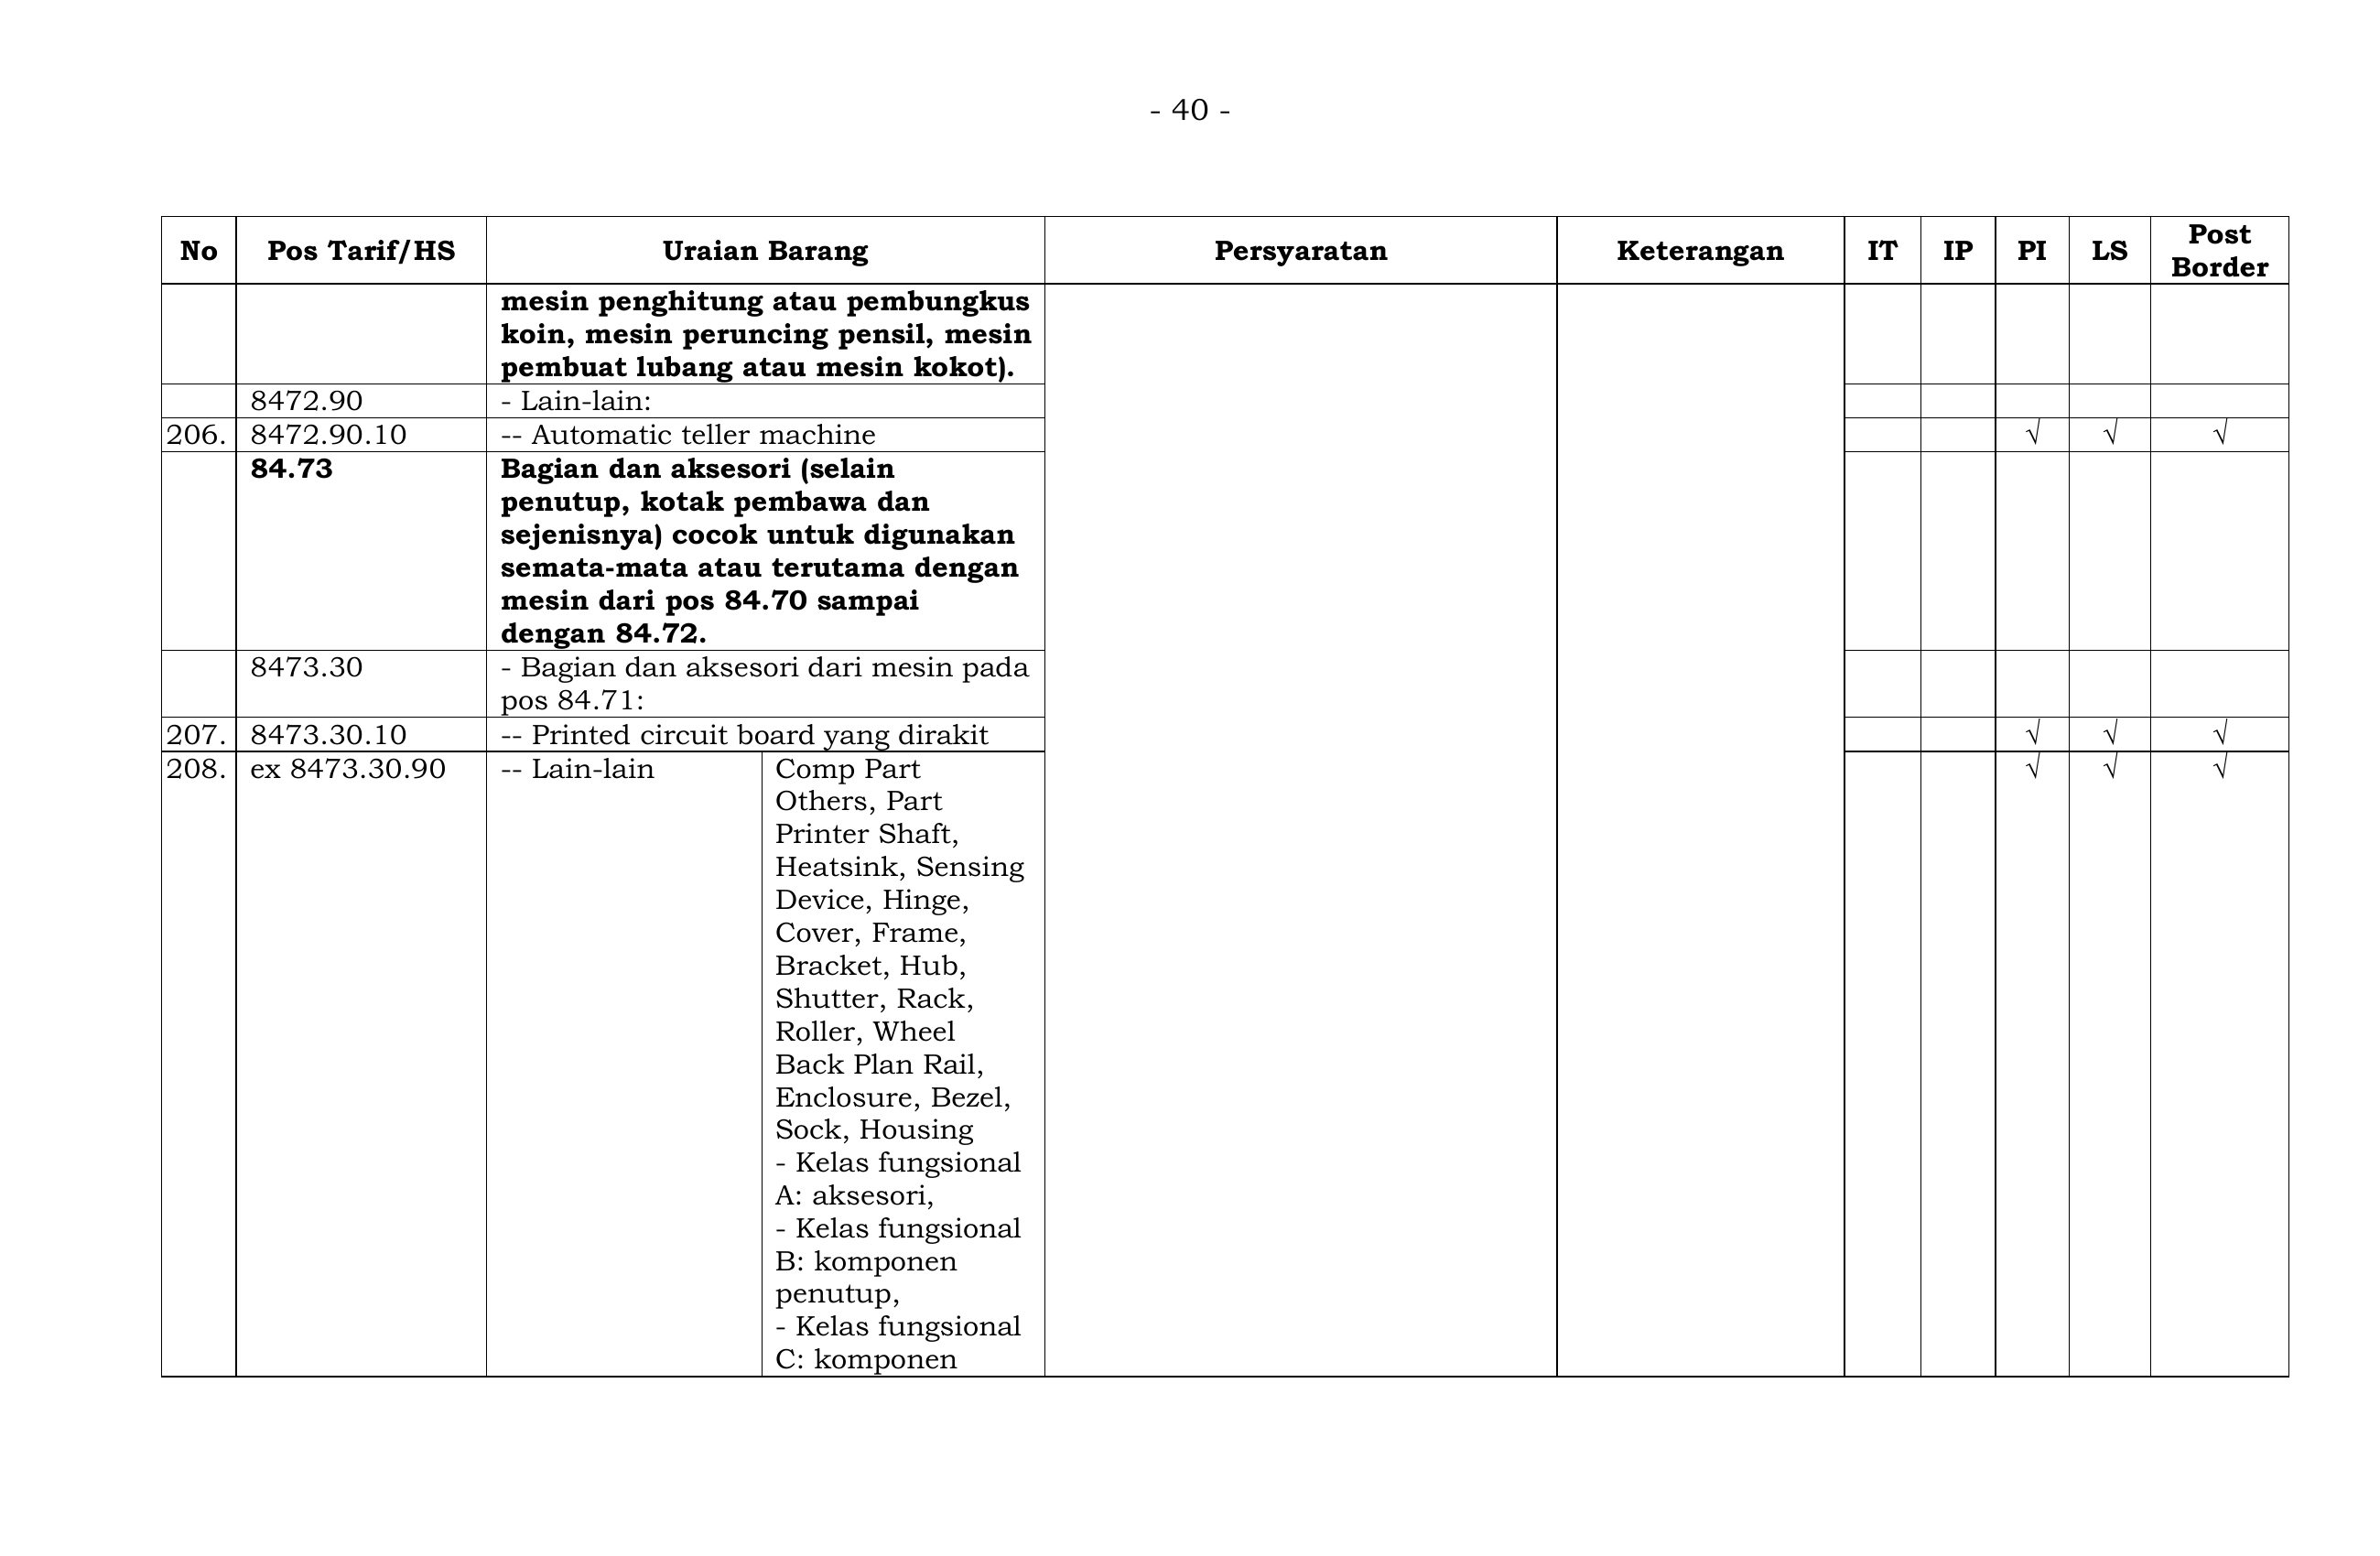 - 40 -
No Pos Tarif/HS Uraian Barang Persyaratan Keterangan IT IP PI LS Post Border
mesin penghitung atau pembungkus
koin, mesin peruncing pensil, mesin
pembuat lubang atau mesin kokot).
8472.90 - Lain-lain:
206. 8472.90.10 -- Automatic teller machine √ √ √
84.73 Bagian dan aksesori (selain
penutup, kotak pembawa dan
sejenisnya) cocok untuk digunakan
semata-mata atau terutama dengan
mesin dari pos 84.70 sampai
dengan 84.72.
8473.30 - Bagian dan aksesori dari mesin pada
pos 84.71:
207. 8473.30.10 -- Printed circuit board yang dirakit √ √ √
208. ex 8473.30.90 -- Lain-lain Comp Part √ √ √
Others, Part
Printer Shaft,
Heatsink, Sensing
Device, Hinge,
Cover, Frame,
Bracket, Hub,
Shutter, Rack,
Roller, Wheel
Back Plan Rail,
Enclosure, Bezel,
Sock, Housing
- Kelas fungsional
A: aksesori,
- Kelas fungsional
B: komponen
penutup,
- Kelas fungsional
C: komponen